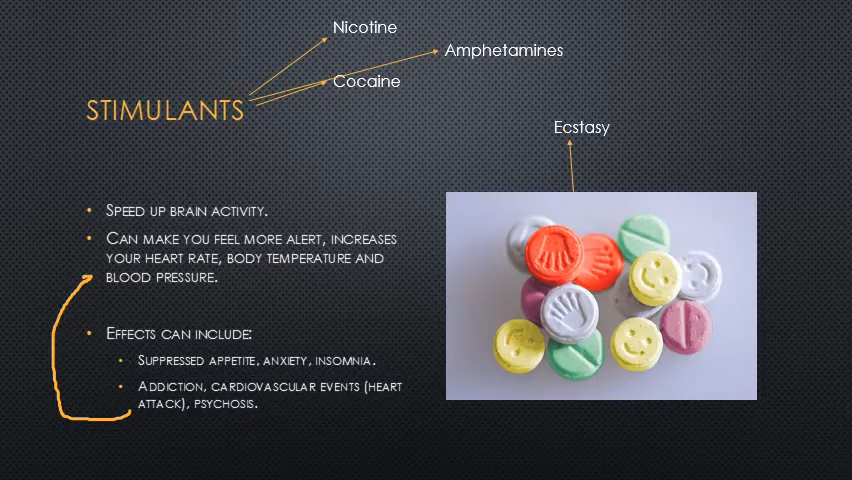 Nicotine
Amphetamines
Cocaine
STIMULANTS
Ecstasy
• SPEED UP BRAIN ACTIVITY.
• CAN MAKE YOU FEEL MORE ALERT, INCREASES
YOUR HEART RATE, BODY TEMPERATURE AND
BLOOD PRESSURE.
• EFFECTS CAN INCLUDE:
• SUPPRESSED APPETITE, ANXIETY, INSOMNIA.
• ADDICTION, CARDIOVASCULAR EVENTS (HEART
ATTACK), PSYCHOSIS.